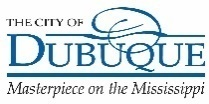 THE CITY OF
DUBUQUE
Masterpiece on the Mississippi